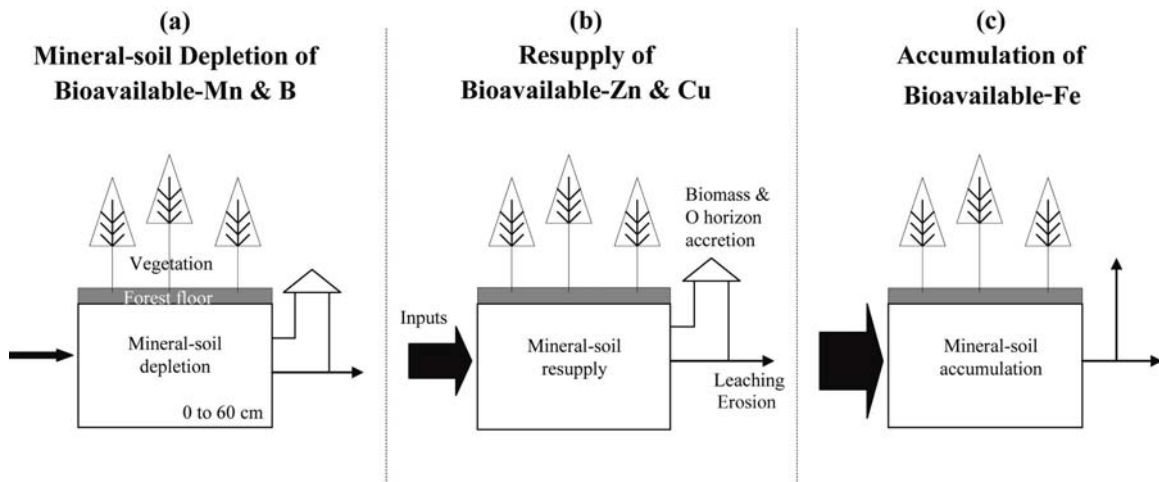 (a)
Mineral-soil Depletion of
Bioavailable-Mn & B
Vegetation
Forest floor
Mineral-soil
depletion
0 to 60 cm
(b)
Resupply of
Bioavailable-Zn & Cu
Biomass &
O horizon
accretion
Inputs
Mineral-soil
resupply
Leaching
Erosion
(c)
Accumulation of
Bioavailable-Fe
Mineral-soil
accumulation